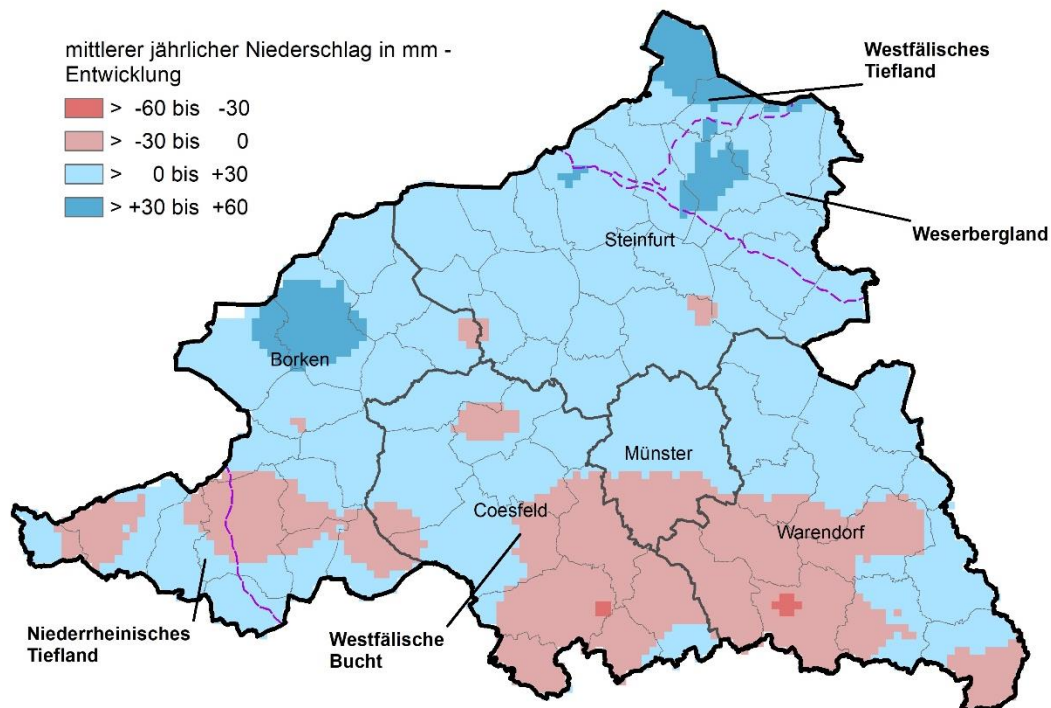 mittlerer jährlicher Niederschlag in mm -
Entwicklung
> -60 bis -30
> -30 bis 0
> 0 bis +30
> +30 bis +60
Westfälisches
Tiefland
Weserbergland
Steinfurt
Borken
Münster
Coesfeld
Warendorf
Niederrheinisches
Tiefland
Westfälische
Bucht